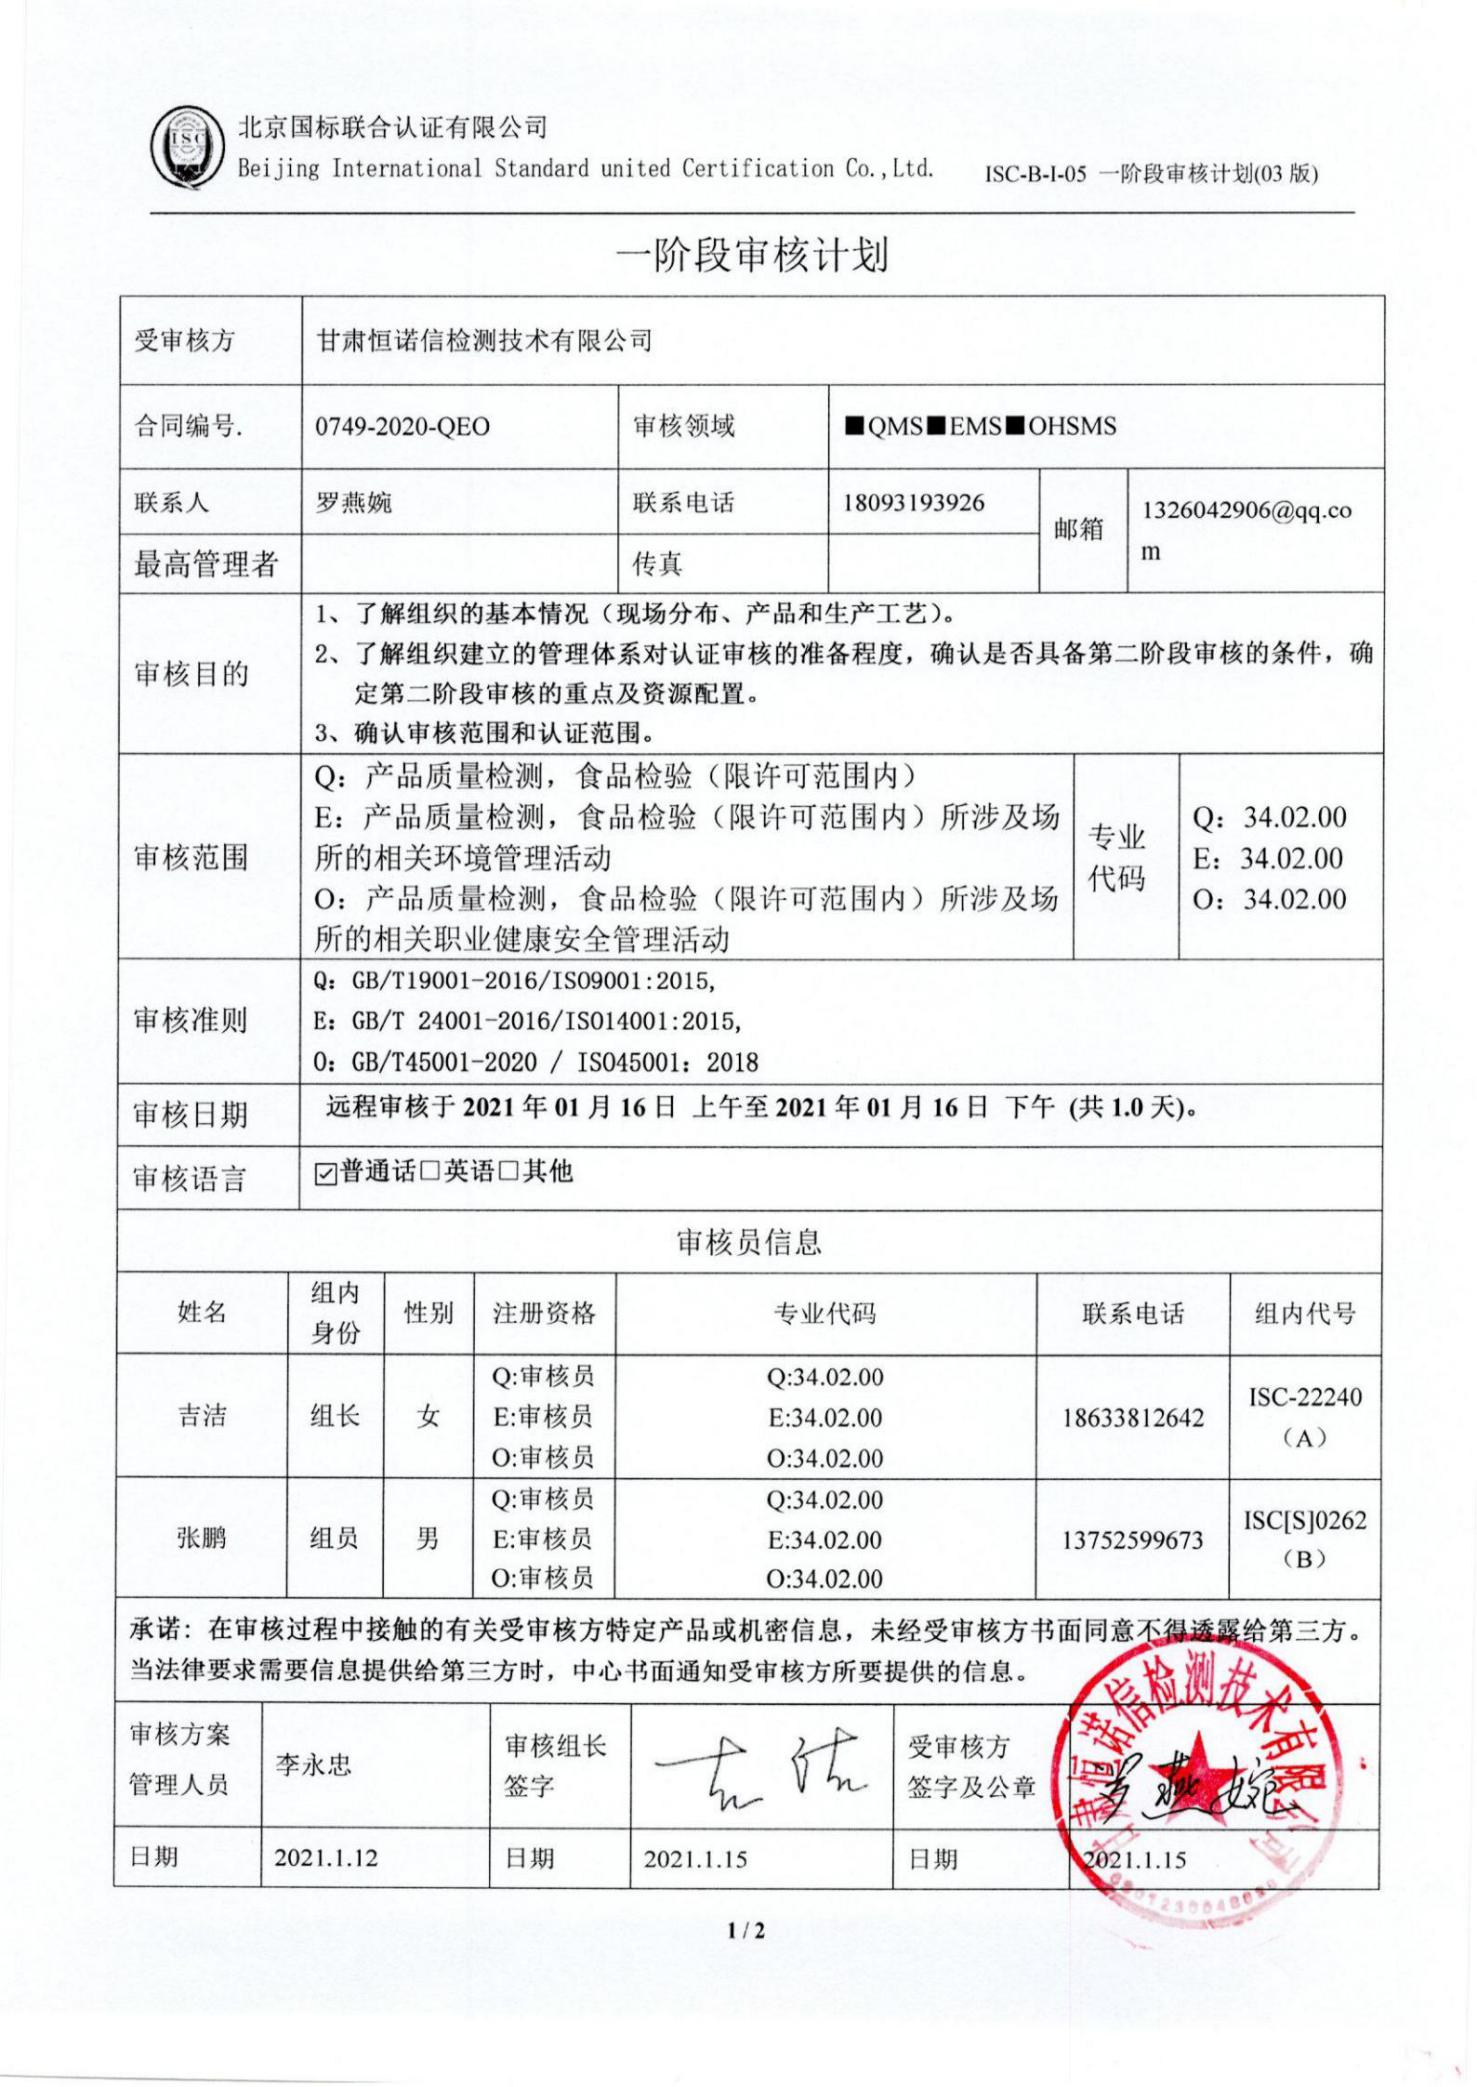 ISC
北京国标联合认证有限公司
Beijing International Standard united Certification Co.,Ltd.
ISC-B-I-05 一阶段审核计划(03 版)
一阶段审核计划
受审核方 甘肃恒诺信检测技术有限公司
合同编号. 0749-2020-QEO 审核领域 ■QMS■EMS■OHSMS
联系人 罗燕婉 联系电话 18093193926 邮箱 1326042906@qq.co
m
最高管理者 传真
审核目的
1、了解组织的基本情况（现场分布、产品和生产工艺）。
2、了解组织建立的管理体系对认证审核的准备程度，确认是否具备第二阶段审核的条件，确
定第二阶段审核的重点及资源配置。
3、确认审核范围和认证范围。
审核范围
Q：产品质量检测，食品检验（限许可范围内）
E：产品质量检测，食品检验（限许可范围内）所涉及场
所的相关环境管理活动
O：产品质量检测，食品检验（限许可范围内）所涉及场
所的相关职业健康安全管理活动
专业
代码
Q：34.02.00
E：34.02.00
O：34.02.00
审核准则
Q：GB/T19001-2016/ISO9001:2015,
E：GB/T 24001-2016/ISO14001:2015,
O：GB/T45001-2020 / ISO45001：2018
审核日期 远程审核于 2021 年 01 月 16 日 上午至 2021 年 01 月 16 日 下午 (共 1.0 天)。
审核语言 ☑普通话□英语□其他
审核员信息
姓名 组内
身份 性别 注册资格 专业代码 联系电话 组内代号
吉洁 组长 女
Q:审核员
E:审核员
O:审核员
Q:34.02.00
E:34.02.00
O:34.02.00
18633812642
ISC-22240
（A）
张鹏 组员 男
Q:审核员
E:审核员
O:审核员
Q:34.02.00
E:34.02.00
O:34.02.00
13752599673
ISC[S]0262
（B）
承诺：在审核过程中接触的有关受审核方特定产品或机密信息，未经受审核方书面同意不得透露给第三方。
当法律要求需要信息提供给第三方时，中心书面通知受审核方所要提供的信息。
审核方案
管理人员
李永忠
审核组长
签字
吉洁
受审核方
签字及公章
罗燕婉
甘肃恒诺信检测技术有限公司
日期 2021.1.12 日期 2021.1.15 日期 2021.1.15
1 / 2